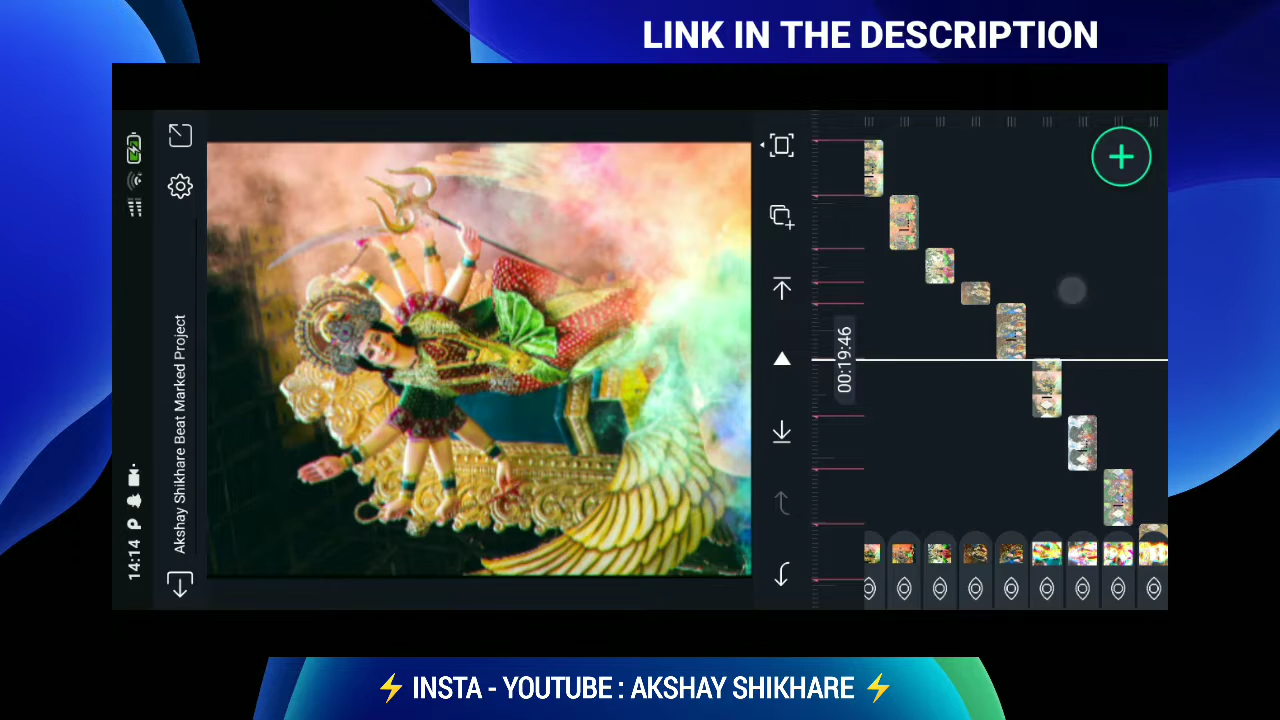 LINK IN THE DESCRIPTION
14:14
Akshay Shikhare Beat Marked Project
00:19:46
⚡ INSTA - YOUTUBE : AKSHAY SHIKHARE ⚡